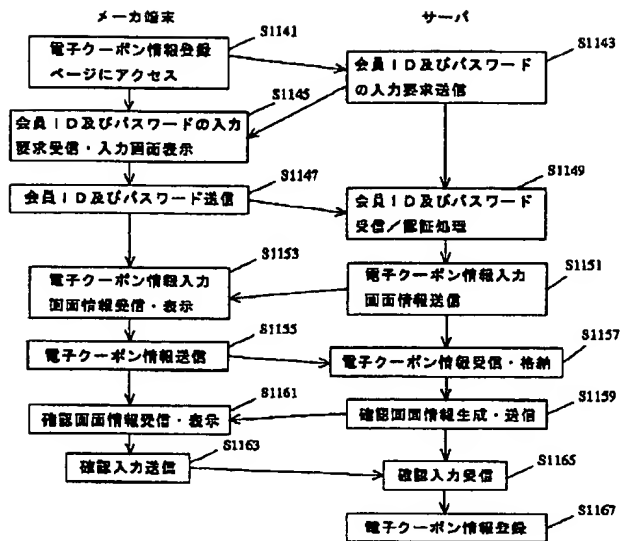 メーカ端末
サーバ
S1141
電子クーポン情報登録
ページにアクセス
S1143
会員ID及びパスワード
の入力要求送信
S1145
会員ID及びパスワードの入力
要求受信・入力画面表示
S1147
会員ID及びパスワード送信
S1149
会員ID及びパスワード
受信/認証処理
S1153
電子クーポン情報入力
画面情報受信・表示
S1151
電子クーポン情報入力
画面情報送信
S1155
電子クーポン情報送信
S1157
電子クーポン情報受信・格納
S1161
確認画面情報受信・表示
S1159
確認画面情報生成・送信
S1163
確認入力送信
S1165
確認入力受信
S1167
電子クーポン情報登録